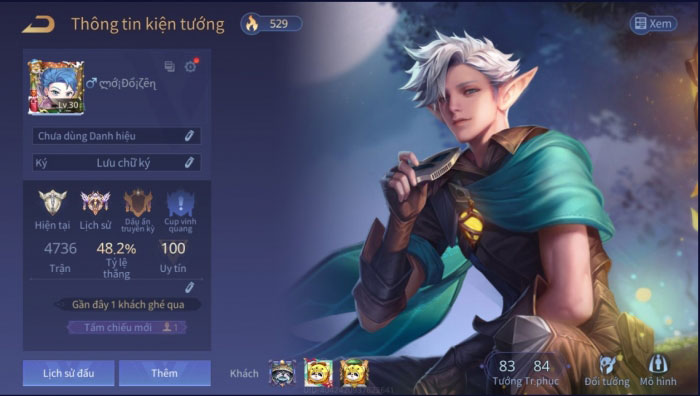 Thông tin kiện tướng
529
Xem
Lv 30
Chưa dùng Danh hiệu
Ký Lưu chữ ký
Hiện tại Lịch sử Dấu ấn truyền kỳ Cup vinh quang
4736 48.2% 100
Trận Tỷ lệ thắng Uy tín
Gần đây 1 khách ghé qua
Tấm chiếu mới 1
Lịch sử đấu Thêm Khách
83 84
Tướng Tr.phục Đối tướng Mô hình